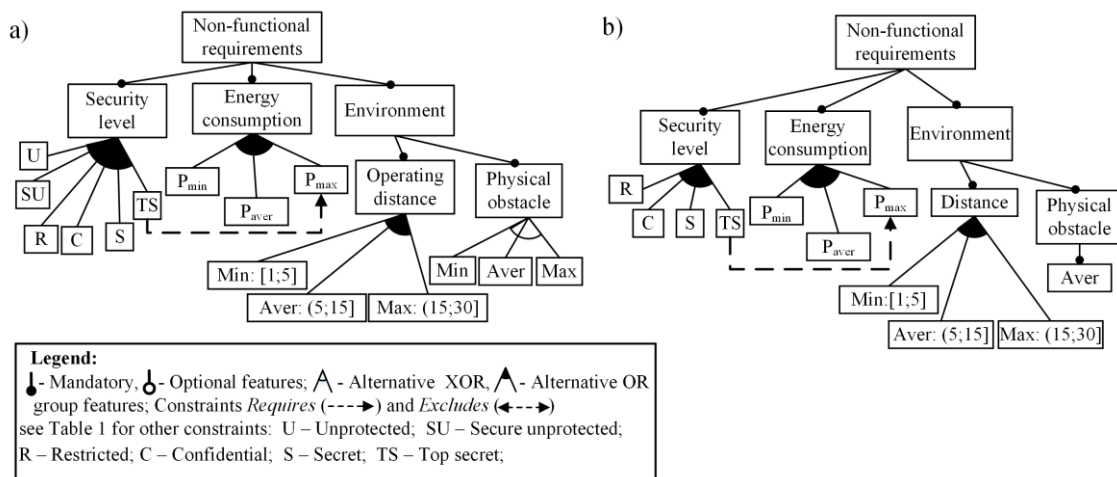 a)
Non-functional
requirements
Security
level
Energy
consumption
Environment
U
SU
R
C
S
TS
Pmin
Paver
Pmax
Operating
distance
Physical
obstacle
Min: [1;5]
Aver: (5;15]
Max: (15;30]
Min
Aver
Max
b)
Non-functional
requirements
Security
level
Energy
consumption
Environment
R
C
S
TS
Pmin
Paver
Pmax
Distance
Physical
obstacle
Aver
Min:[1;5]
Aver: (5;15]
Max: (15;30]
Legend:
- Mandatory, - Optional features; - Alternative XOR, - Alternative OR
group features; Constraints Requires ( ) and Excludes ( )
see Table 1 for other constraints: U – Unprotected; SU – Secure unprotected;
R – Restricted; C – Confidential; S – Secret; TS – Top secret;